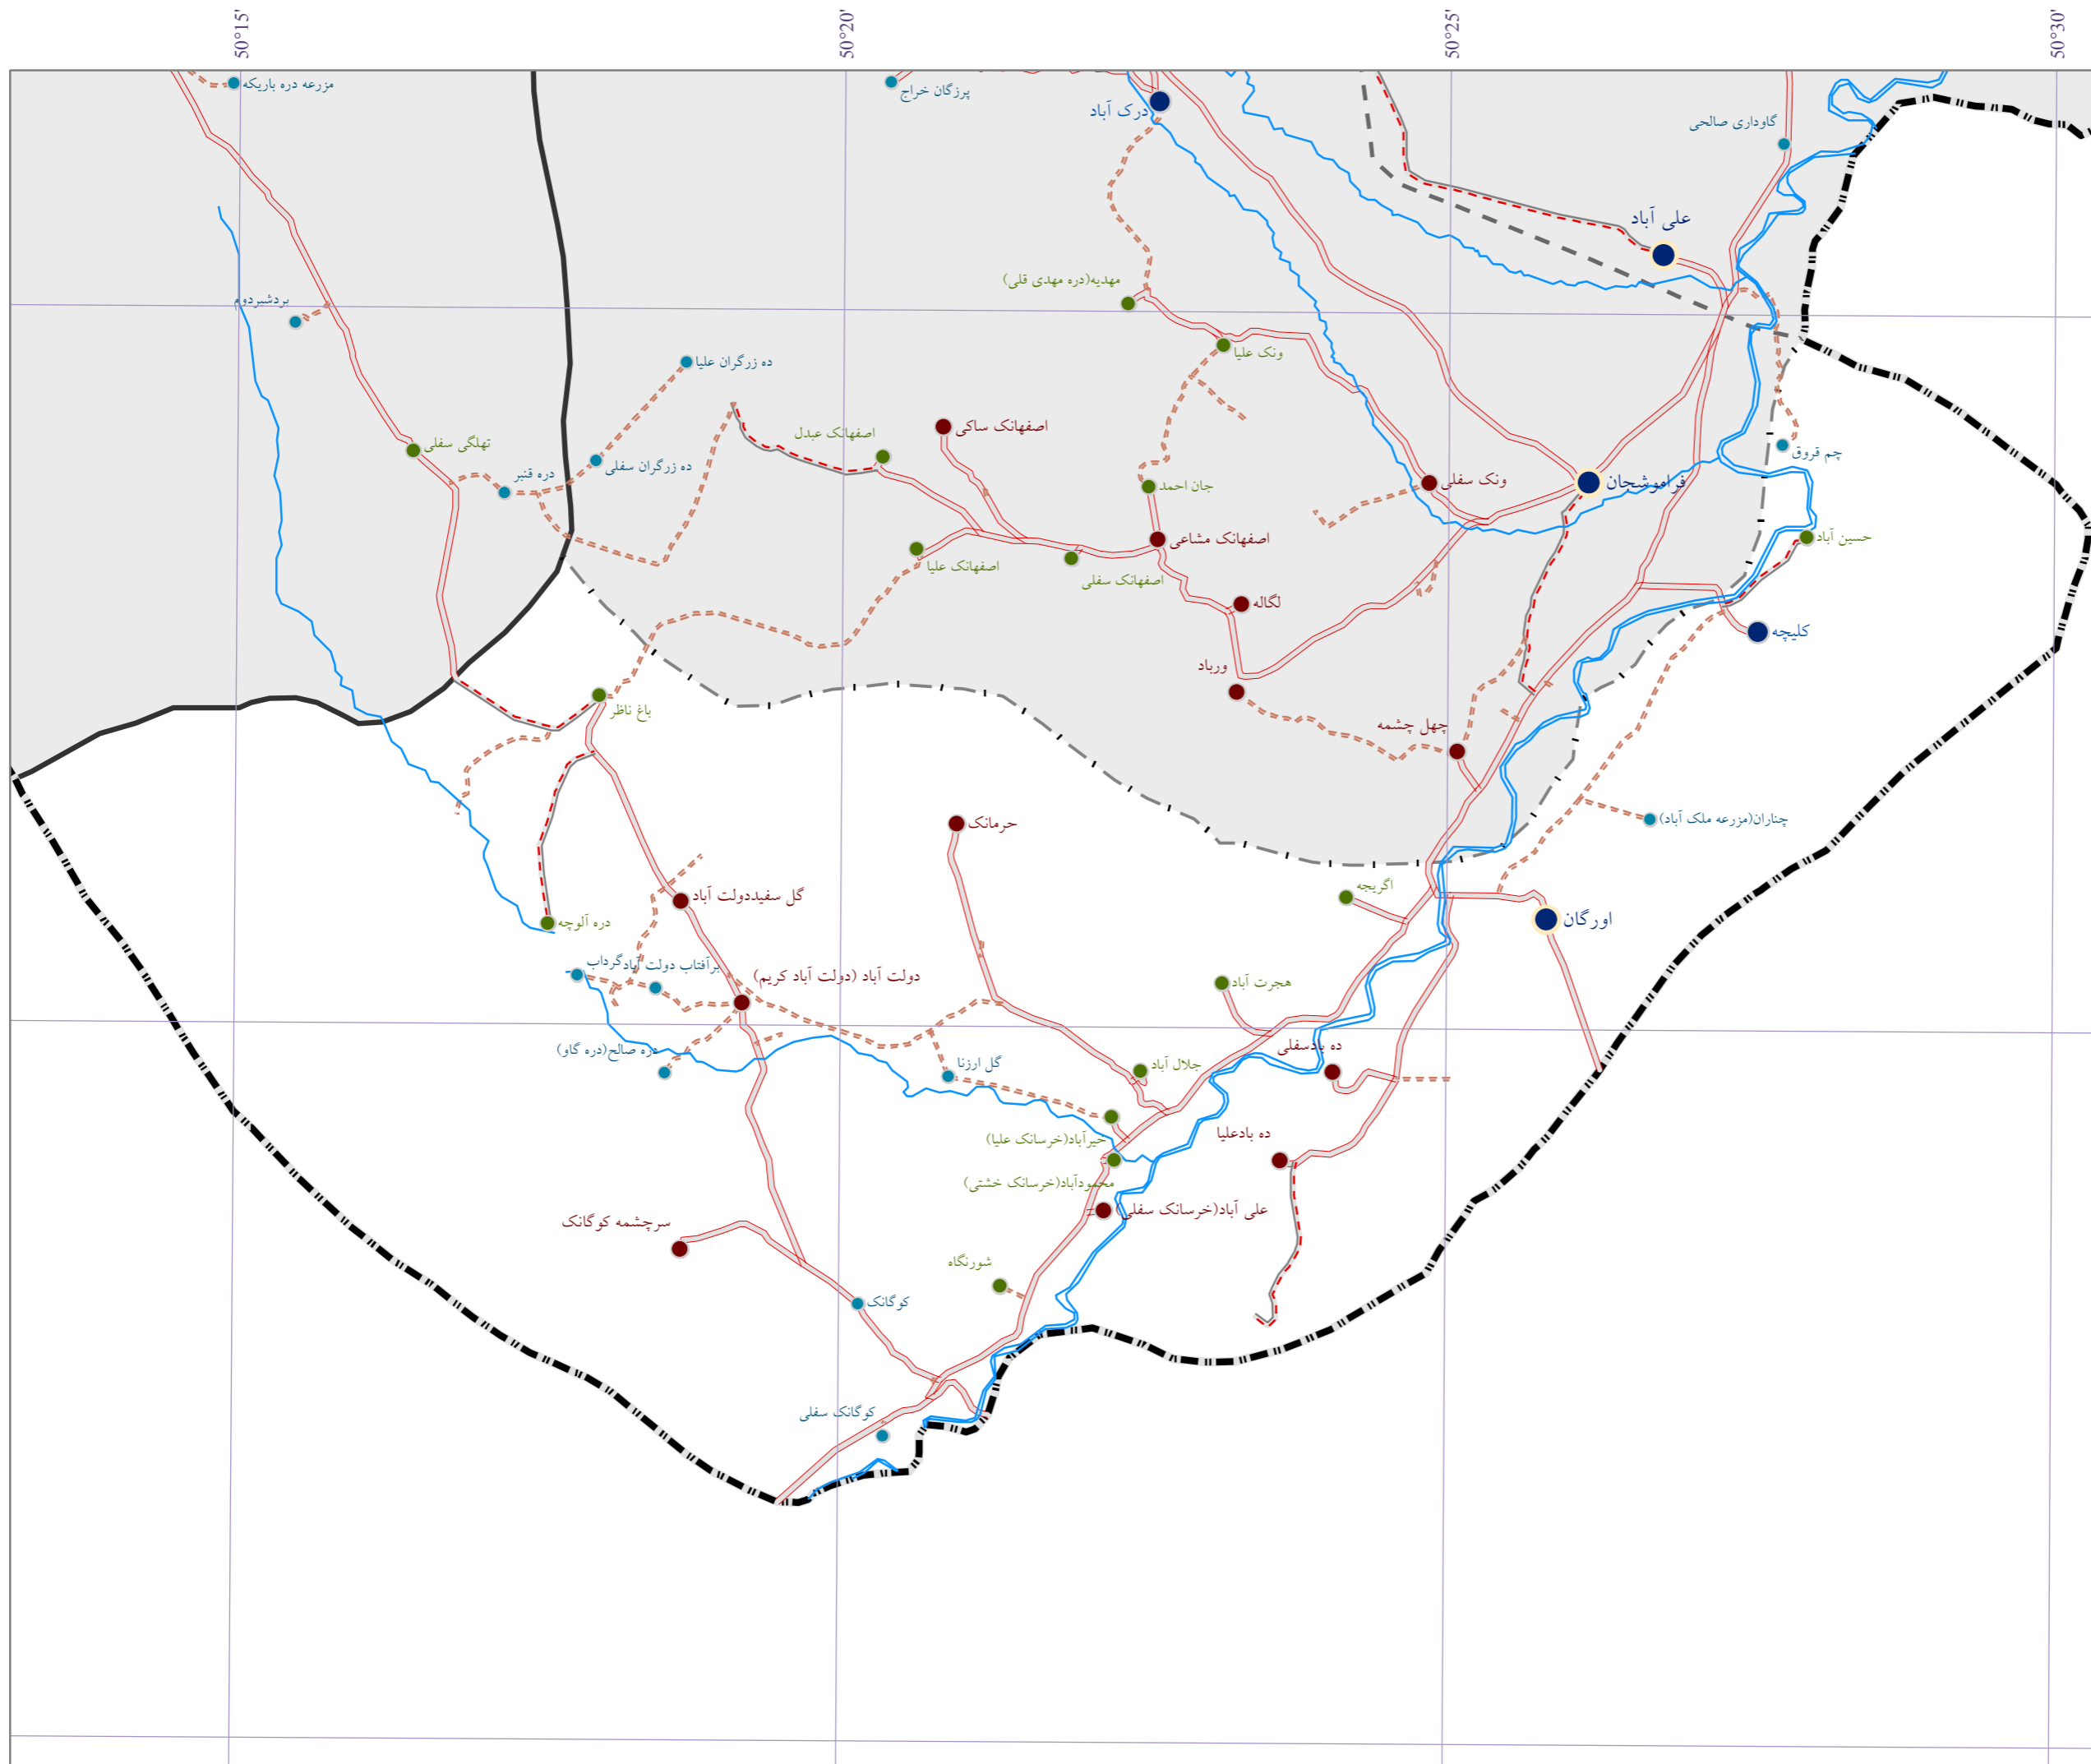 50°15'
50°20'
50°25'
50°30'
مزرعه دره باریکه
پرزگان خراج
درک آباد
گاوداری صالحی
علی آباد
مهدیه(دره مهدی قلی)
بردشیردوم
ونک علیا
ده زرگران علیا
اصفهانک ساکی
اصفهانک عبدل
تهلگی سفلی
چم قروق
ده زرگران سفلی
دره قنبر
جان احمد
ونک سفلی
فراموشجان
حسین آباد
اصفهانک مشاعی
اصفهانک علیا
اصفهانک سفلی
لگاله
کلیچه
ورباد
باغ ناظر
چهل چشمه
حرمانک
چناران(مزرعه ملک آباد)
اگریجه
گل سفیددولت آباد
اورگان
دره آلوچه
گرداب
برآفتاب دولت آباد
دولت آباد (دولت آباد کریم)
هجرت آباد
ده بادسفلی
دره صالح(دره گاو)
گل ارزنا
جلال آباد
خیرآباد(خرسانک علیا)
ده بادعلیا
محمودآباد(خرسانک خشتی)
علی آباد(خرسانک سفلی)
سرچشمه کوگانک
شورنگاه
کوگانک
کوگانک سفلی